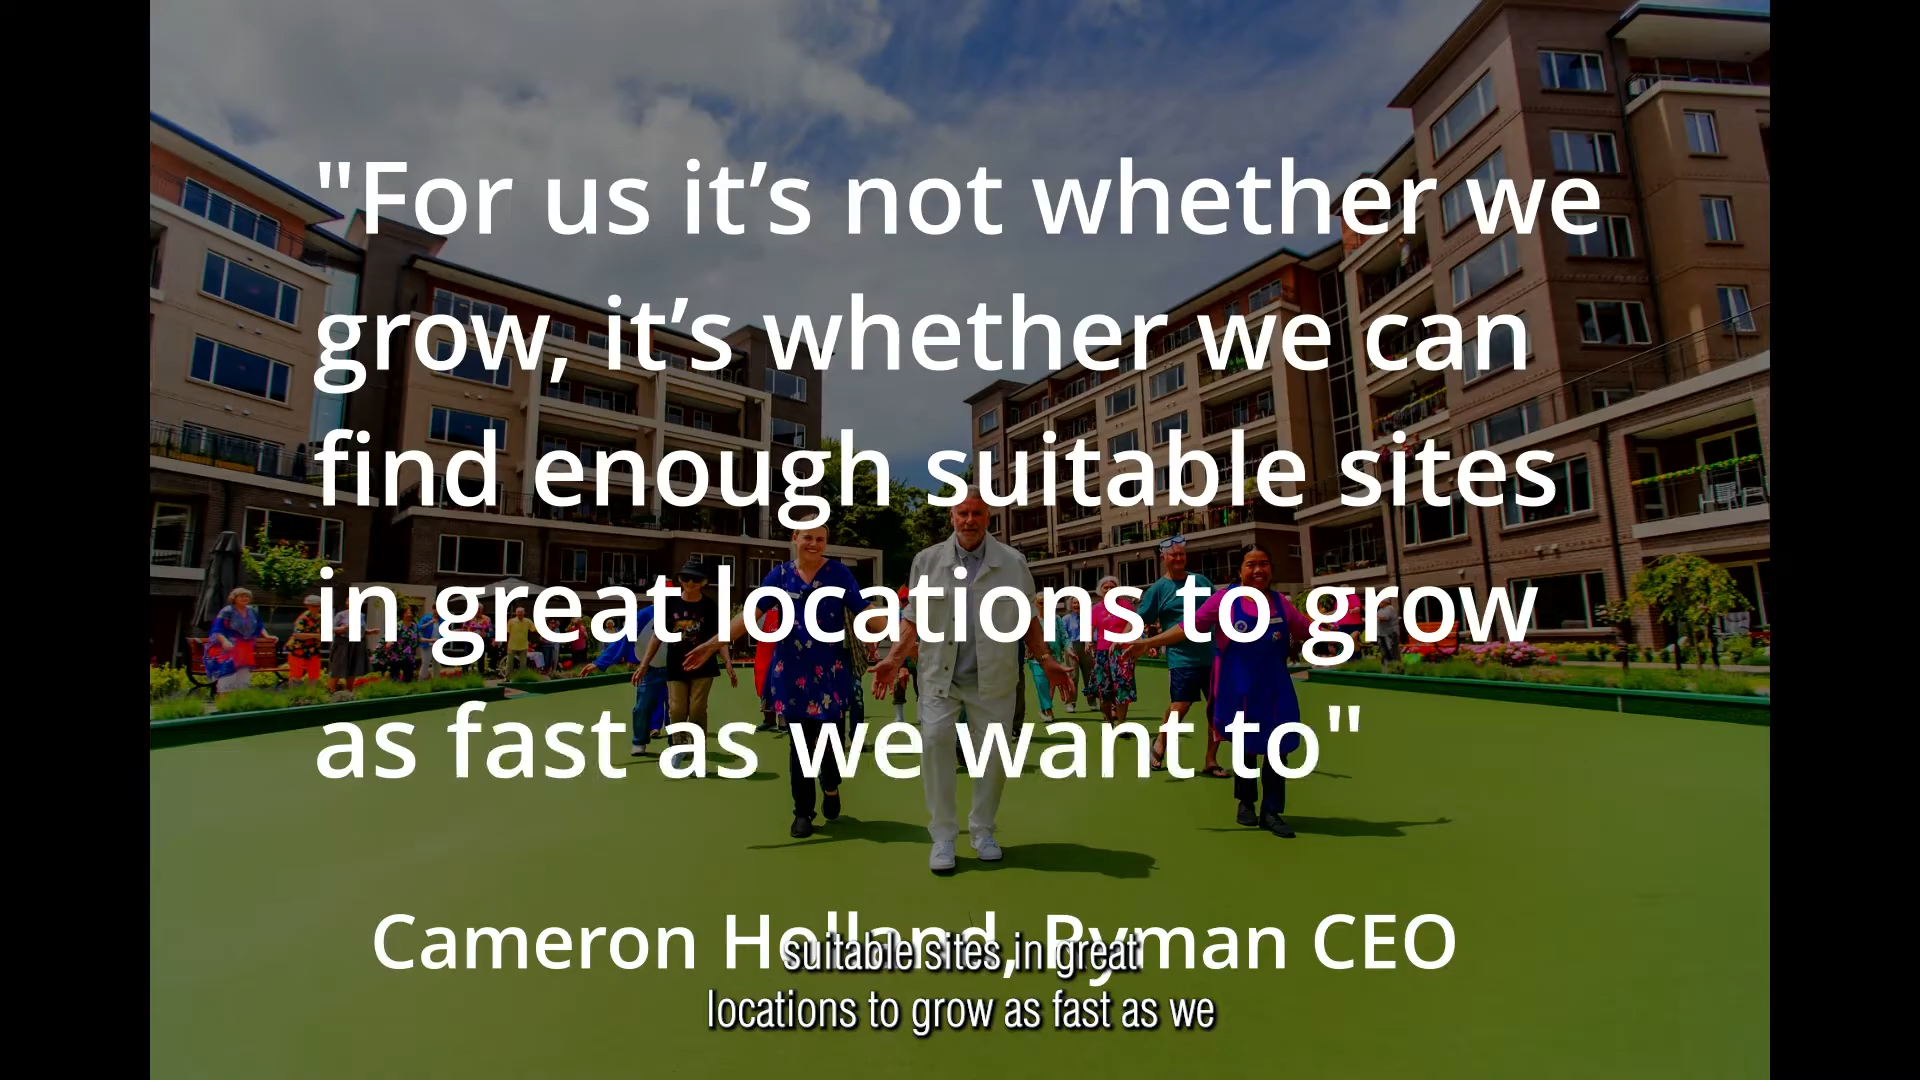 "For us it’s not whether we
grow, it’s whether we can
find enough suitable sites
in great locations to grow
as fast as we want to"
Cameron Holland, Ryman CEO
suitable sites in great
locations to grow as fast as we